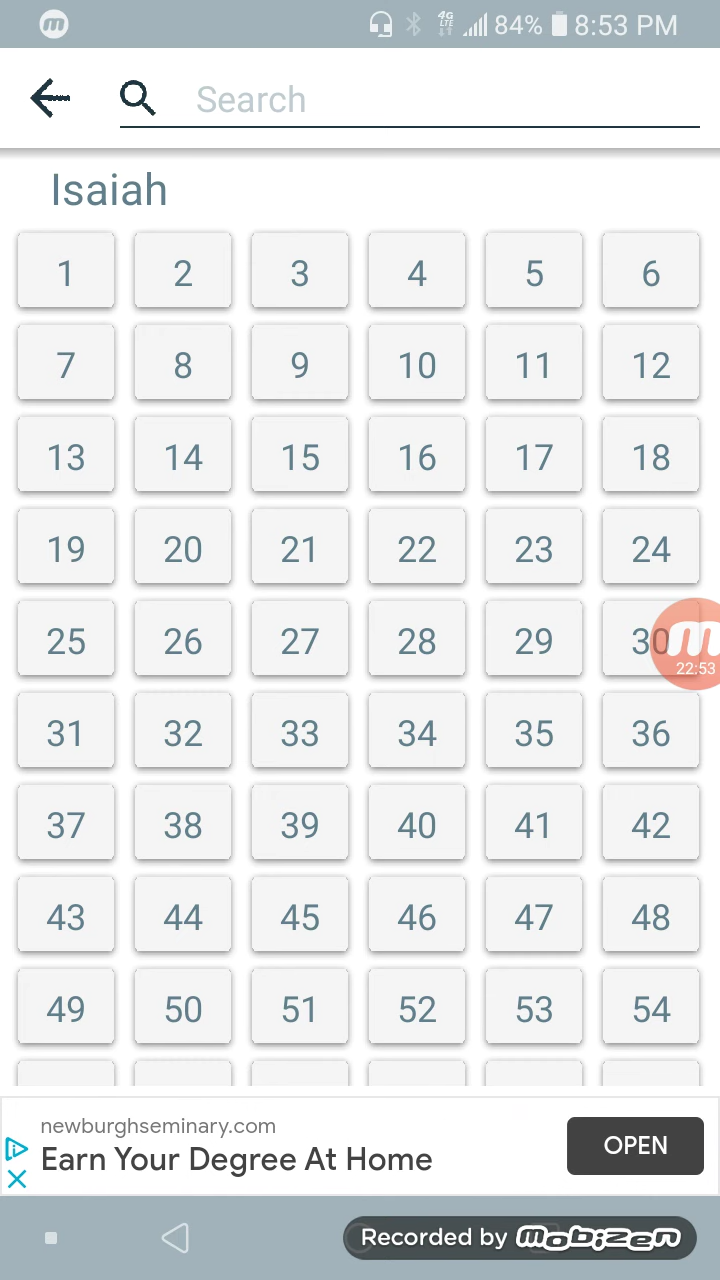 4G
LTE
84% 8:53 PM
Search
Isaiah
1 2 3 4 5 6
7 8 9 10 11 12
13 14 15 16 17 18
19 20 21 22 23 24
25 26 27 28 29 30
22:53
31 32 33 34 35 36
37 38 39 40 41 42
43 44 45 46 47 48
49 50 51 52 53 54
newburghseminary.com
Earn Your Degree At Home
OPEN
Recorded by mobizen